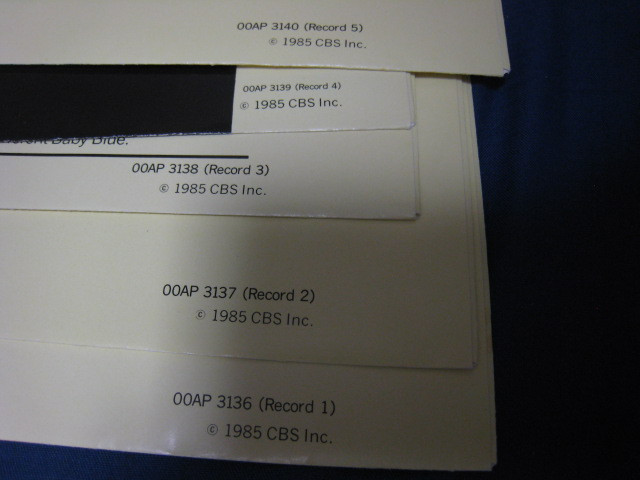 00AP 3140 (Record 5)
© 1985 CBS Inc.
00AP 3139 (Record 4)
© 1985 CBS Inc.
Baby Blue.
00AP 3138 (Record 3)
© 1985 CBS Inc.
00AP 3137 (Record 2)
© 1985 CBS Inc.
00AP 3136 (Record 1)
© 1985 CBS Inc.